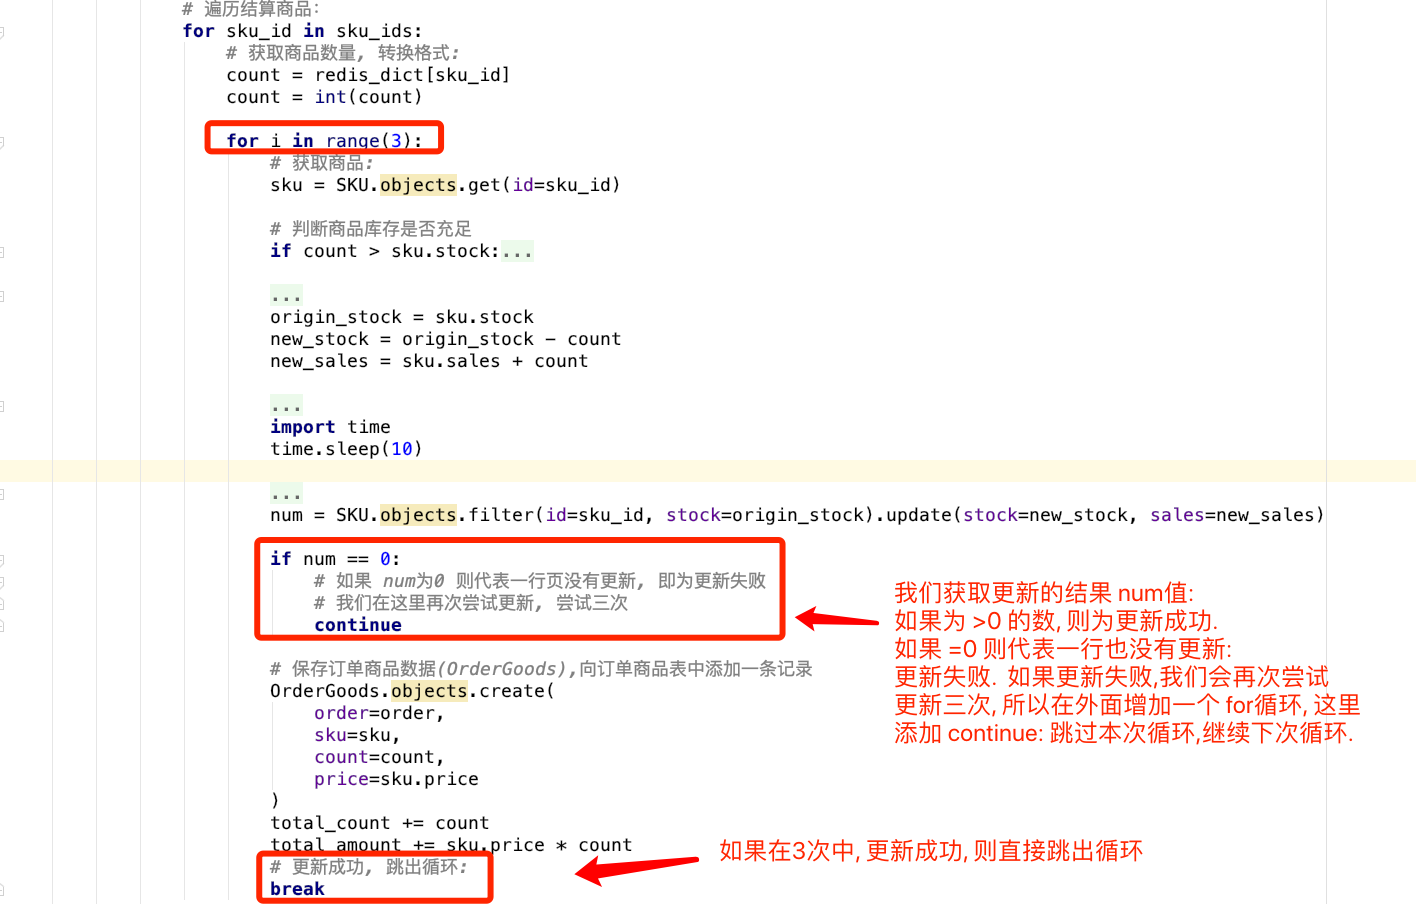 # 遍历结算商品:
for sku_id in sku_ids:
# 获取商品数量, 转换格式:
count = redis_dict[sku_id]
count = int(count)
for i in range(3):
# 获取商品:
sku = SKU.objects.get(id=sku_id)
# 判断商品库存是否充足
if count > sku.stock:...
...
origin_stock = sku.stock
new_stock = origin_stock - count
new_sales = sku.sales + count
...
import time
time.sleep(10)
...
num = SKU.objects.filter(id=sku_id, stock=origin_stock).update(stock=new_stock, sales=new_sales)
if num == 0:
# 如果 num为0 则代表一行页没有更新, 即为更新失败
# 我们在这里再次尝试更新, 尝试三次
continue
我们获取更新的结果 num值:
如果为 >0 的数, 则为更新成功.
如果 =0 则代表一行也没有更新:
更新失败. 如果更新失败,我们会再次尝试
更新三次, 所以在外面增加一个 for循环, 这里
添加 continue: 跳过本次循环,继续下次循环.
# 保存订单商品数据(OrderGoods),向订单商品表中添加一条记录
OrderGoods.objects.create(
order=order,
sku=sku,
count=count,
price=sku.price
)
total_count += count
total_amount += sku.price * count
# 更新成功, 跳出循环:
break
如果在3次中, 更新成功, 则直接跳出循环